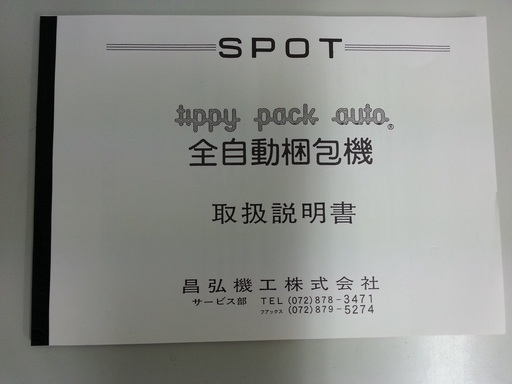 SPOT
tippy pack auto®
全自動梱包機
取扱説明書
昌弘機工株式会社
サービス部 TEL (072)878-3471
ファックス (072)879-5274